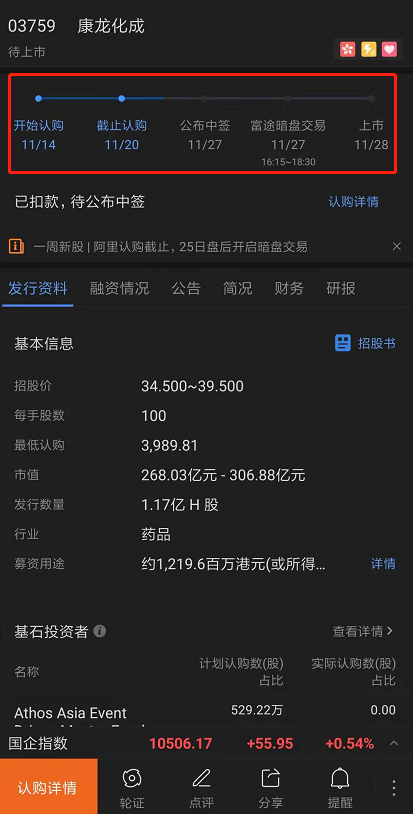 03759 康龙化成
待上市
开始认购 截止认购 公布中签 富途暗盘交易 上市
11/14 11/20 11/27 11/27 11/28
16:15~18:30
已扣款，待公布中签 认购详情
一周新股 | 阿里认购截止，25日盘后开启暗盘交易
发行资料 融资情况 公告 简况 财务 研报
基本信息 招股书
招股价 34.500~39.500
每手股数 100
最低认购 3,989.81
市值 268.03亿元 - 306.88亿元
发行数量 1.17亿 H 股
行业 药品
募资用途 约1,219.6百万港元(或所得... 详情
基石投资者 查看详情
名称 计划认购数(股) 实际认购数(股)
占比 占比
Athos Asia Event 529.22万 0.00
国企指数 10506.17 +55.95 +0.54%
认购详情 轮证 点评 分享 提醒